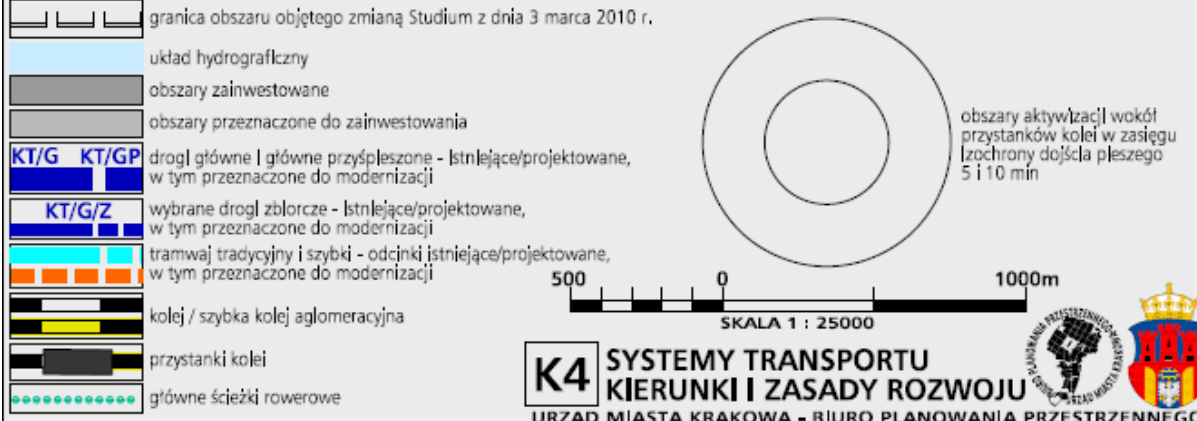 granica obszaru objętego zmianą Studium z dnia 3 marca 2010 r.
układ hydrograficzny
obszary zainwestowane
obszary przeznaczone do zainwestowania
KT/G KT/GP
drogi główne i główne przyśpieszone - istniejące/projektowane,
w tym przeznaczone do modernizacji
KT/G/Z
wybrane drogi zbiorcze - istniejące/projektowane,
w tym przeznaczone do modernizacji
tramwaj tradycyjny i szybki - odcinki istniejące/projektowane,
w tym przeznaczone do modernizacji
kolej / szybka kolej aglomeracyjna
przystanki kolei
główne ścieżki rowerowe
obszary aktywizacji wokół
przystanków kolei w zasięgu
izochrony dojścia pieszego
5 i 10 min
500 0 1000m
SKALA 1 : 25000
K4 SYSTEMY TRANSPORTU
KIERUNKI I ZASADY ROZWOJU
URZĄD MIASTA KRAKOWA - BIURO PLANOWANIA PRZESTRZENNEGO